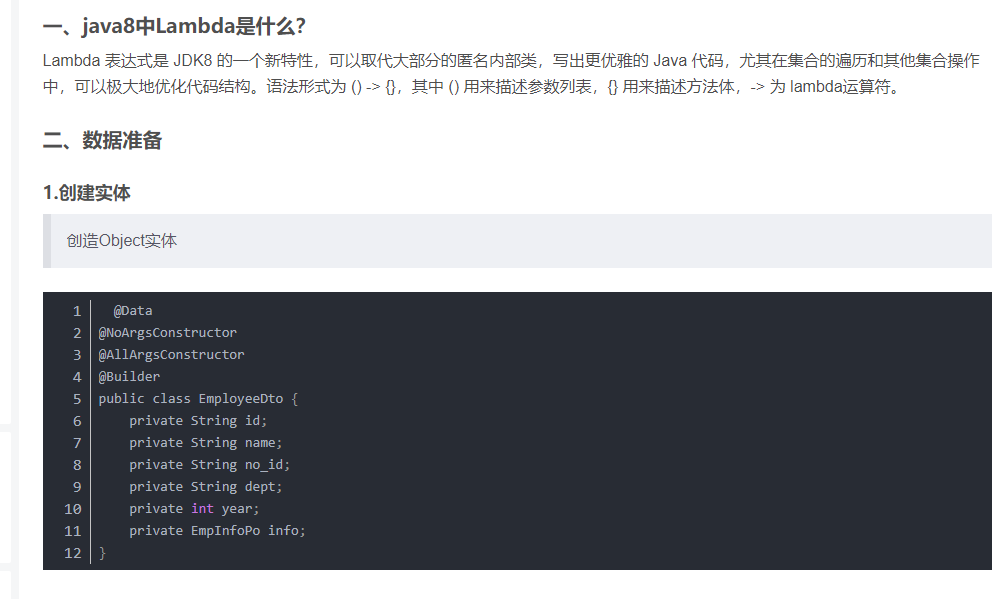 一、java8中Lambda是什么?
Lambda 表达式是 JDK8 的一个新特性，可以取代大部分的匿名内部类，写出更优雅的 Java 代码，尤其在集合的遍历和其他集合操作
中，可以极大地优化代码结构。语法形式为 () -> {}，其中 () 用来描述参数列表，{} 用来描述方法体，-> 为 lambda运算符。
二、数据准备
1.创建实体
创造Object实体
1 @Data
2 @NoArgsConstructor
3 @AllArgsConstructor
4 @Builder
5 public class EmployeeDto {
6 private String id;
7 private String name;
8 private String no_id;
9 private String dept;
10 private int year;
11 private EmpInfoPo info;
12 }